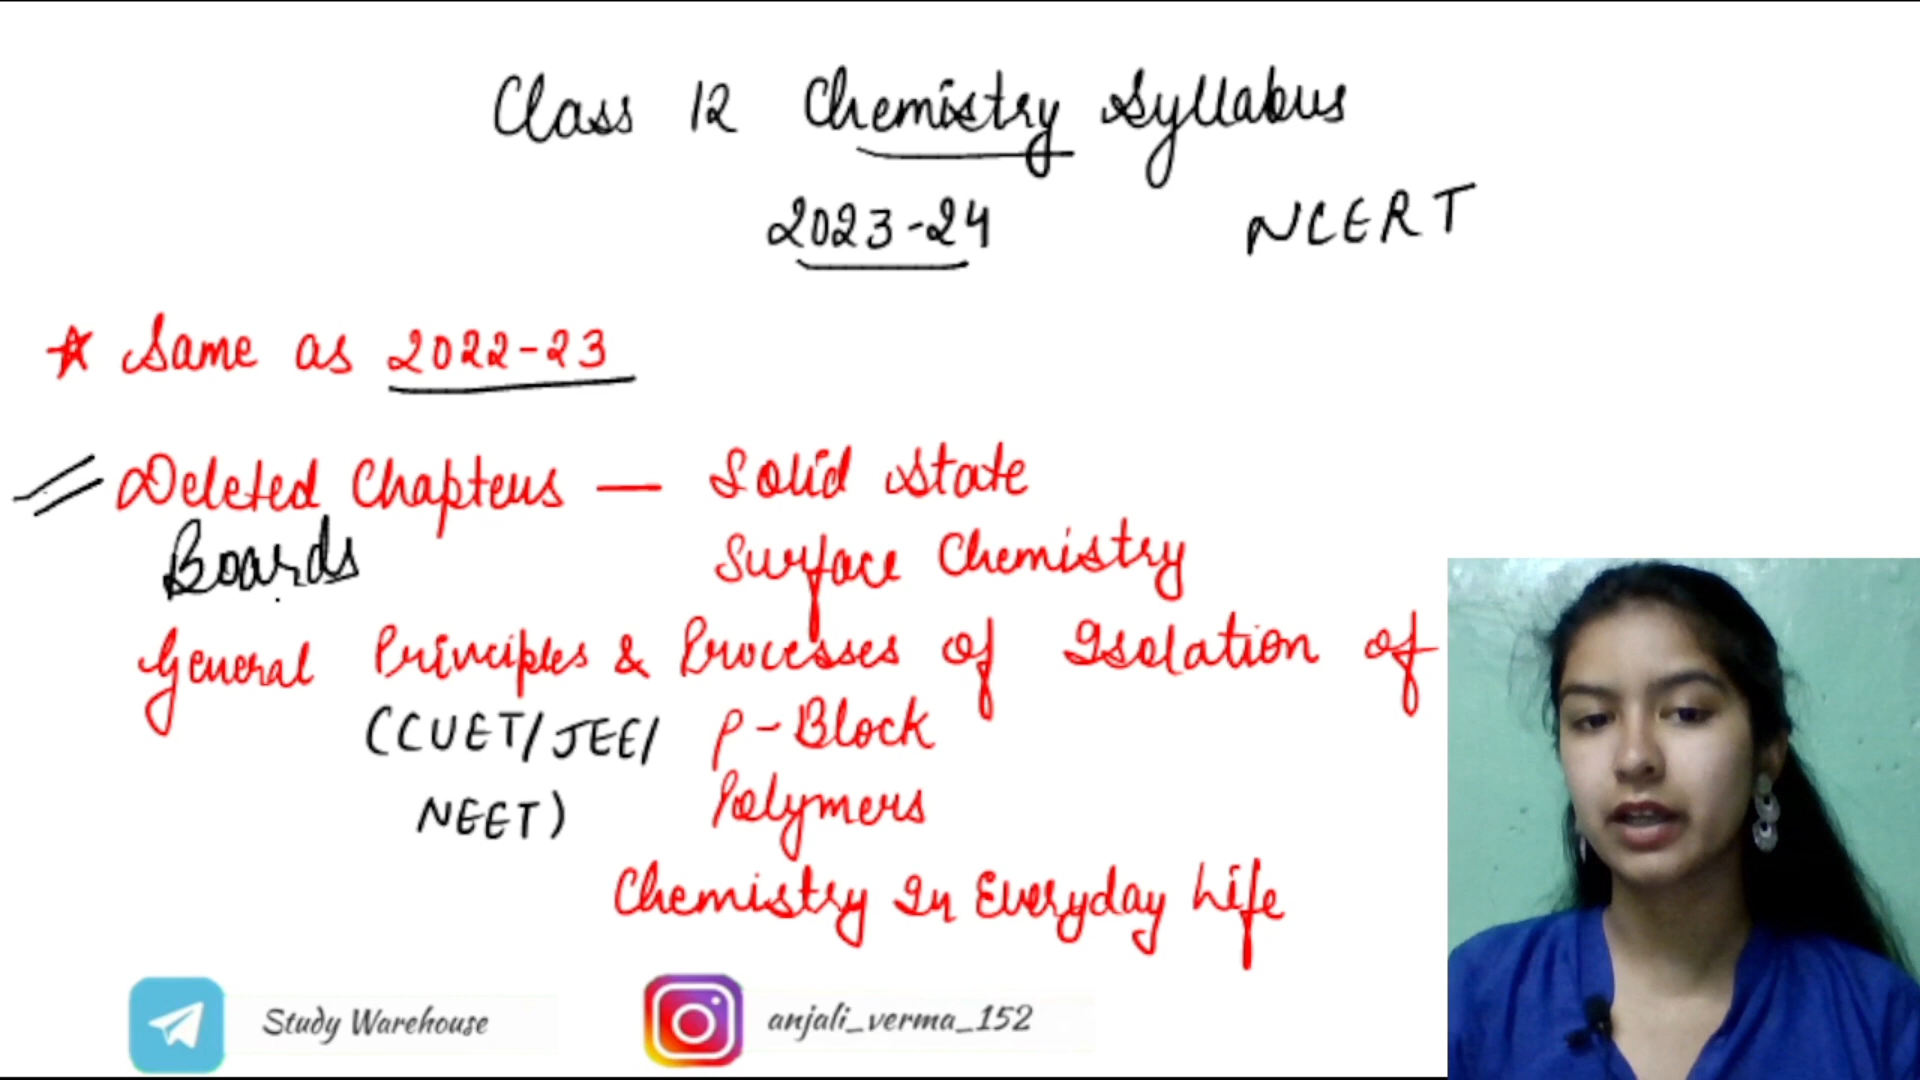 Class 12 Chemistry Syllabus
2023-24 NCERT
Same as 2022-23
Deleted Chapters — Solid State
Boards Surface Chemistry
General Principles & Processes of Isolation of
(CUET/JEE/ P-Block
NEET) Polymers
Chemistry In Everyday Life
Study Warehouse anjali_verma_152